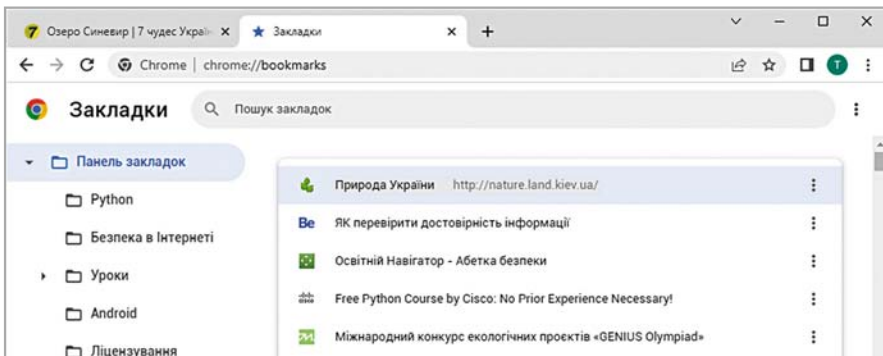 7 Озеро Синевир | 7 чудес Украї
Закладки
Chrome | chrome://bookmarks
T
Закладки
Пошук закладок
Панель закладок
Python
Безпека в Інтернеті
Уроки
Android
Ліцензування
Природа України http://nature.land.kiev.ua/
Be ЯК перевірити достовірність інформації
Освітній Навігатор - Абетка безпеки
Free Python Course by Cisco: No Prior Experience Necessary!
Міжнародний конкурс екологічних проєктів «GENIUS Olympiad»